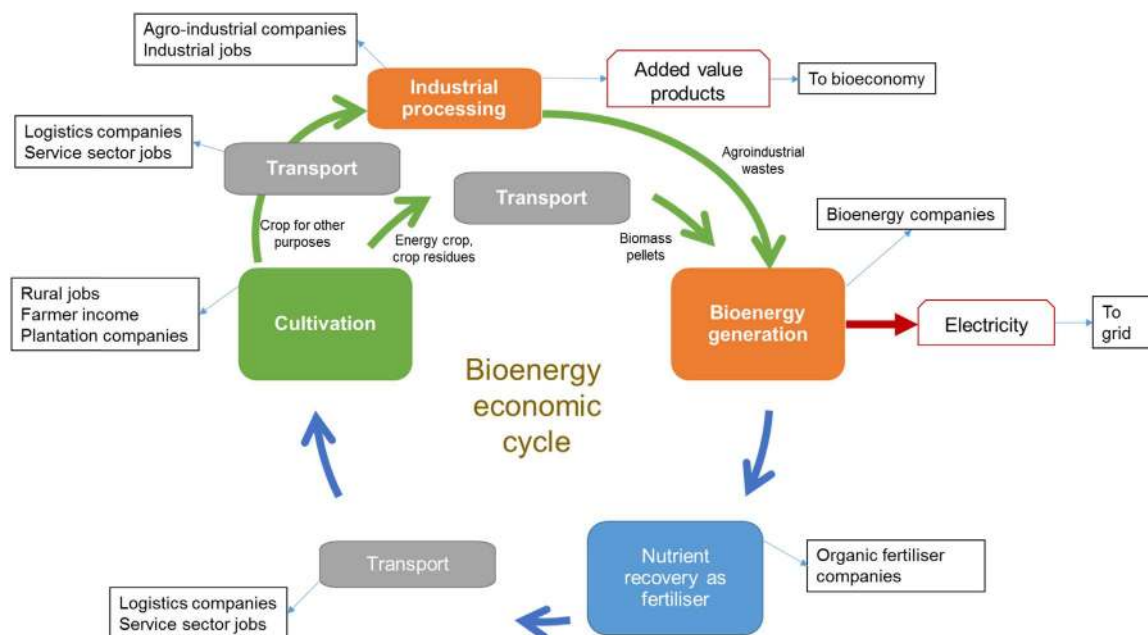 Agro-industrial companies
Industrial jobs
Industrial
processing
Added value
products
To bioeconomy
Logistics companies
Service sector jobs
Transport
Transport
Agroindustrial
wastes
Crop for other
purposes
Energy crop,
crop residues
Biomass
pellets
Bioenergy companies
Rural jobs
Farmer income
Plantation companies
Cultivation
Bioenergy
generation
Electricity
To
grid
Bioenergy
economic
cycle
Transport
Nutrient
recovery as
fertiliser
Organic fertiliser
companies
Logistics companies
Service sector jobs